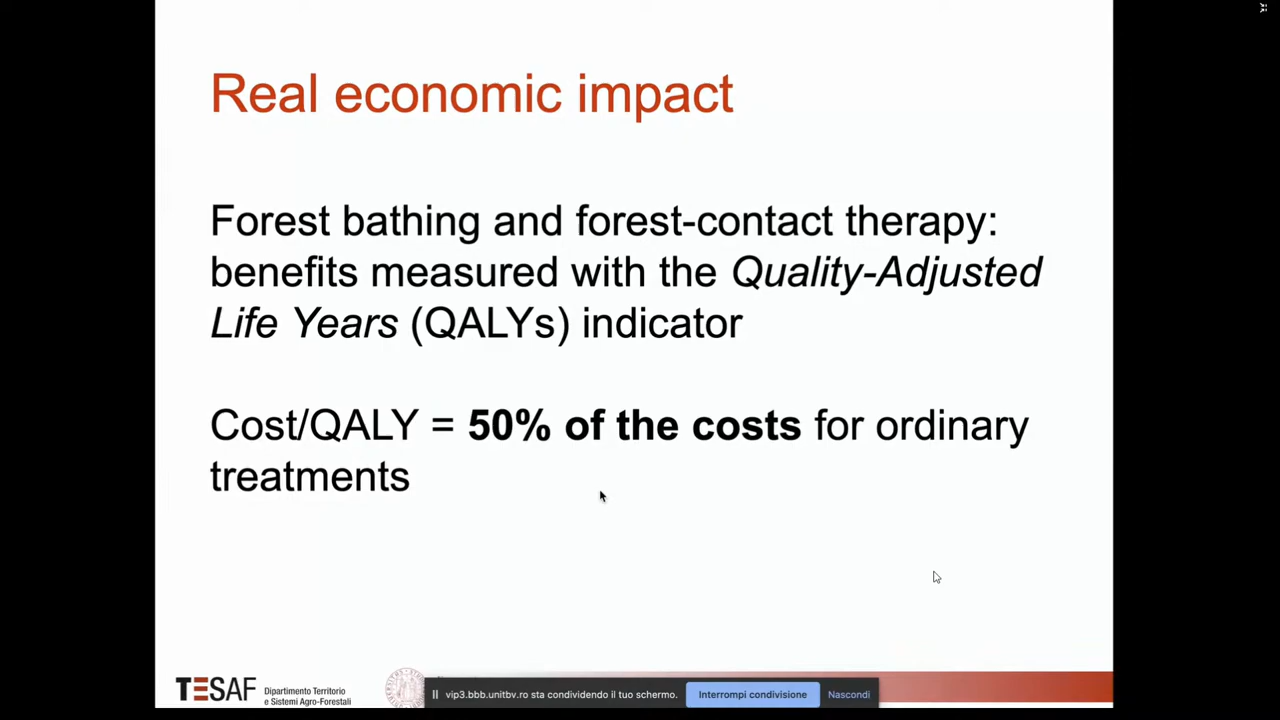 Real economic impact
Forest bathing and forest-contact therapy:
benefits measured with the Quality-Adjusted
Life Years (QALYs) indicator
Cost/QALY = 50% of the costs for ordinary
treatments
TESAF Dipartimento Territorio
e Sistemi Agro-Forestali
vip3.bbb.unitbv.ro sta condividendo il tuo schermo.
Interrompi condivisione
Nascondi